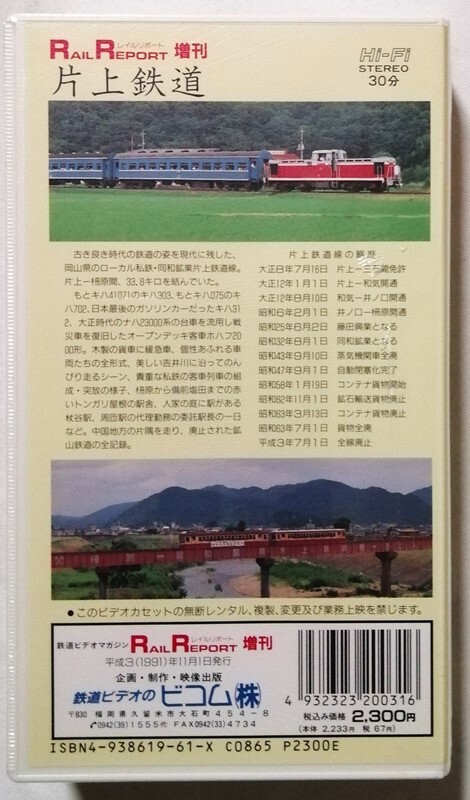 レイルリポート
RAIL REPORT 増刊
片上鉄道
Hi-Fi
STEREO
30分
古き良き時代の鉄道の姿を現代に残した、
岡山県のローカル私鉄・同和鉱業片上鉄道線。
片上ー柵原間、33.8キロを結んでいた。
もとキハ41071のキハ303、もとキハ075のキ
ハ702、日本最後のガソリンカーだったキハ31
2、大正時代のナハ23000系の台車を流用し戦
災車を復旧したオープンデッキ客車ホハフ20
00形。木製の貨車に緩急車、個性あふれる車
両たちの全形式、美しい吉井川に沿ってのん
びり走るシーン、貴重な私鉄の客車列車の組
成・突放の様子、柵原から備前塩田までの赤
いトンガリ屋根の駅舎、人家の庭に駅がある
杖谷駅、周匝駅の代理勤務の委託駅長の一日
など。中国地方の片隅を走り、廃止された鉱
山鉄道の全記録。
片上鉄道線の略歴
大正8年7月16日 片上ー三石間免許
大正12年1月1日 片上ー和気開通
大正12年8月10日 和気ー井ノ口開通
昭和6年2月1日 井ノ口ー柵原開通
昭和25年6月2日 藤田興業となる
昭和32年8月1日 同和鉱業となる
昭和43年9月10日 蒸気機関車全廃
昭和47年9月1日 自動閉塞化完了
昭和58年1月19日 コンテナ貨物開始
昭和62年11月1日 鉱石輸送貨物廃止
昭和63年3月13日 コンテナ貨物廃止
昭和63年7月1日 貨物全廃
平成3年7月1日 全線廃止
●このビデオカセットの無断レンタル、複製、変更及び業務上映を禁じます。
レイルリポート
鉄道ビデオマガジン RAIL REPORT 増刊
平成3(1991)年11月1日発行
企画・制作・映像出版
鉄道ビデオの ビコム(株)
〒830 福岡県久留米市大石町454-8
☎0942(39)1555代 FAX0942(33)4734
4 932323 200316
税込み価格 2,300円
(本体 2,233円 税 67円)
ISBN4-938619-61-X C0865 P2300E